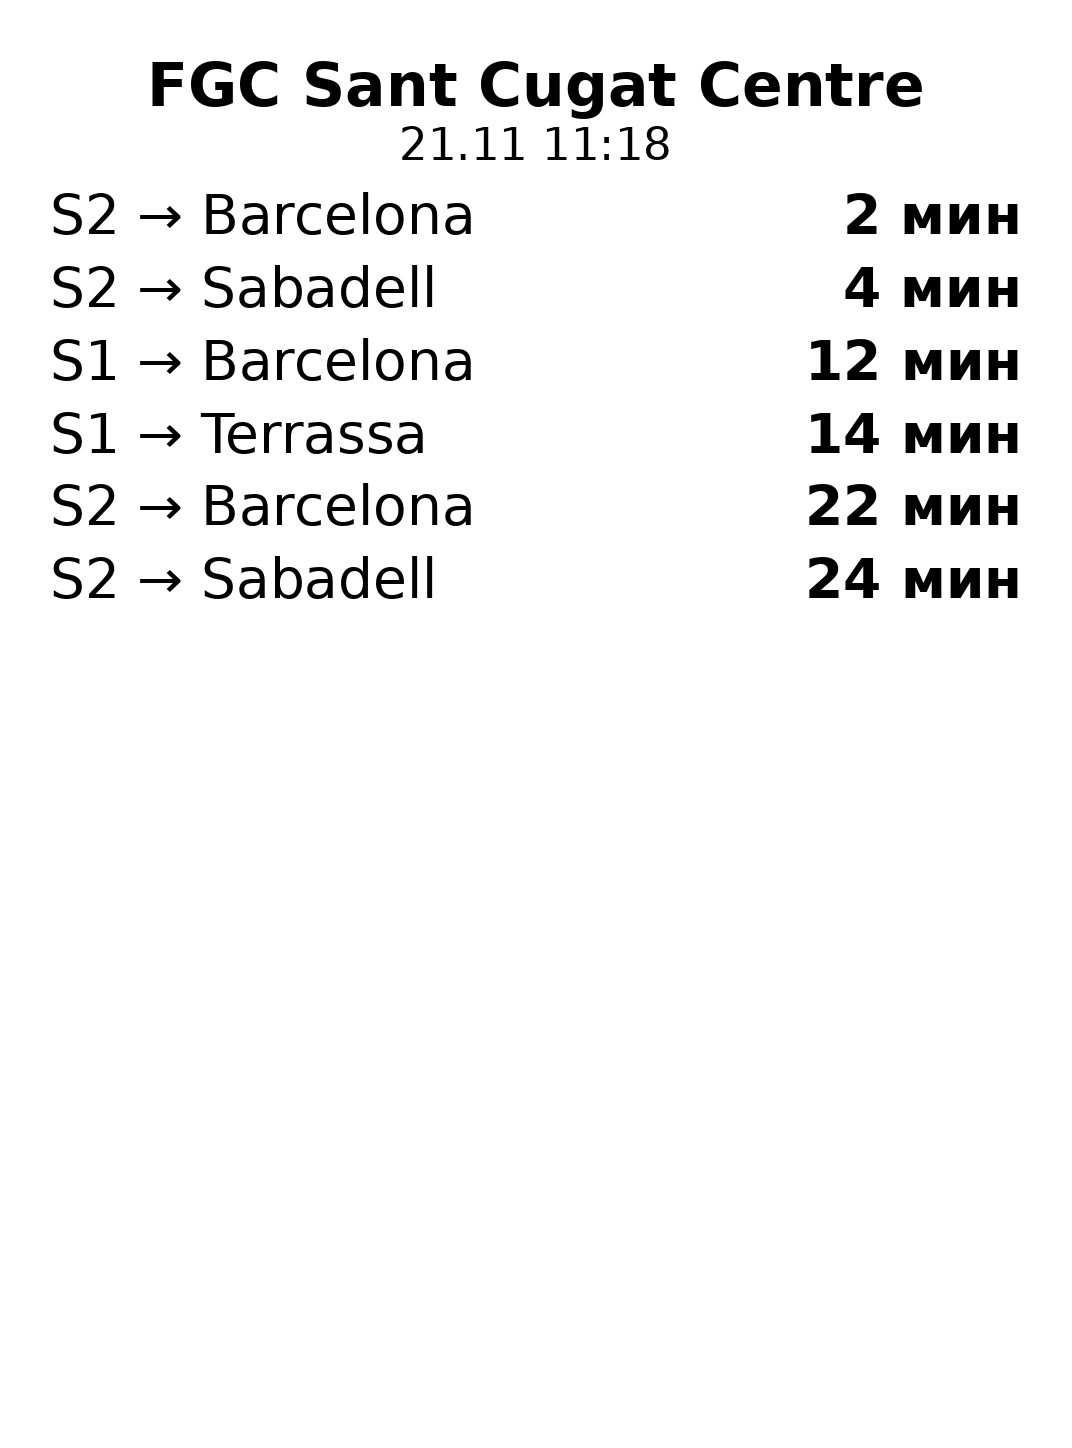 FGC Sant Cugat Centre
21.11 11:18
S2 → Barcelona 2 мин
S2 → Sabadell 4 мин
S1 → Barcelona 12 мин
S1 → Terrassa 14 мин
S2 → Barcelona 22 мин
S2 → Sabadell 24 мин